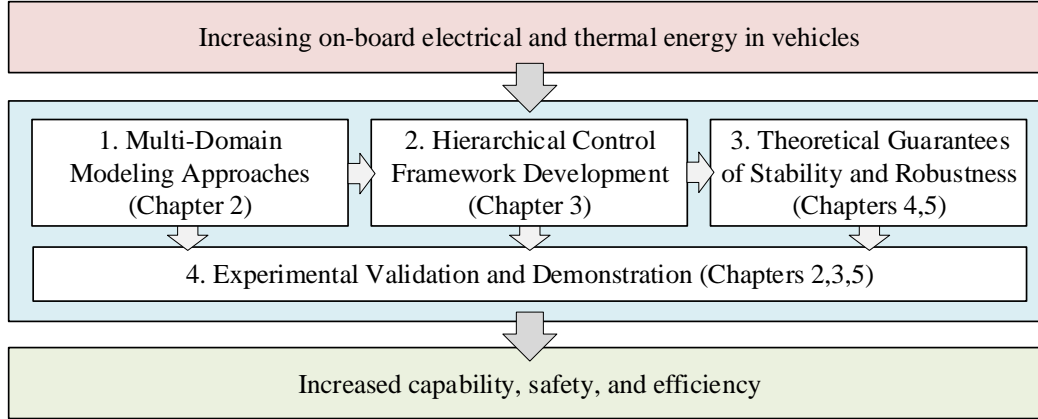 Increasing on-board electrical and thermal energy in vehicles
1. Multi-Domain
Modeling Approaches
(Chapter 2)
2. Hierarchical Control
Framework Development
(Chapter 3)
3. Theoretical Guarantees
of Stability and Robustness
(Chapters 4,5)
4. Experimental Validation and Demonstration (Chapters 2,3,5)
Increased capability, safety, and efficiency